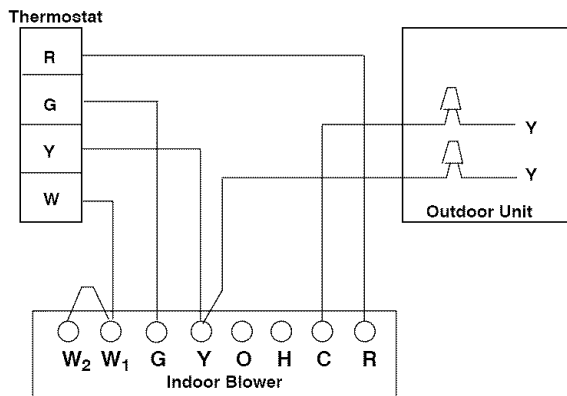 Thermostat
R
G
Y
W
Y
Y
Outdoor Unit
W2 W1 G Y O H C R
Indoor Blower